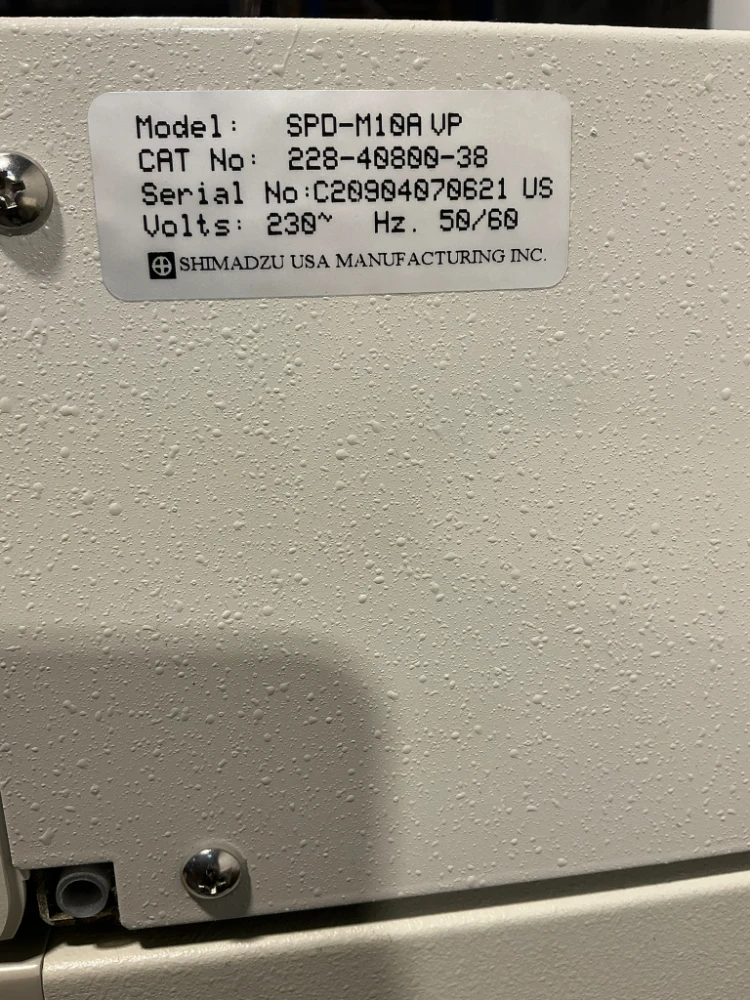 Model: SPD-M10A VP
CAT No: 228-40800-38
Serial No:C20904070621 US
Volts: 230~ Hz. 50/60
SHIMADZU USA MANUFACTURING INC.